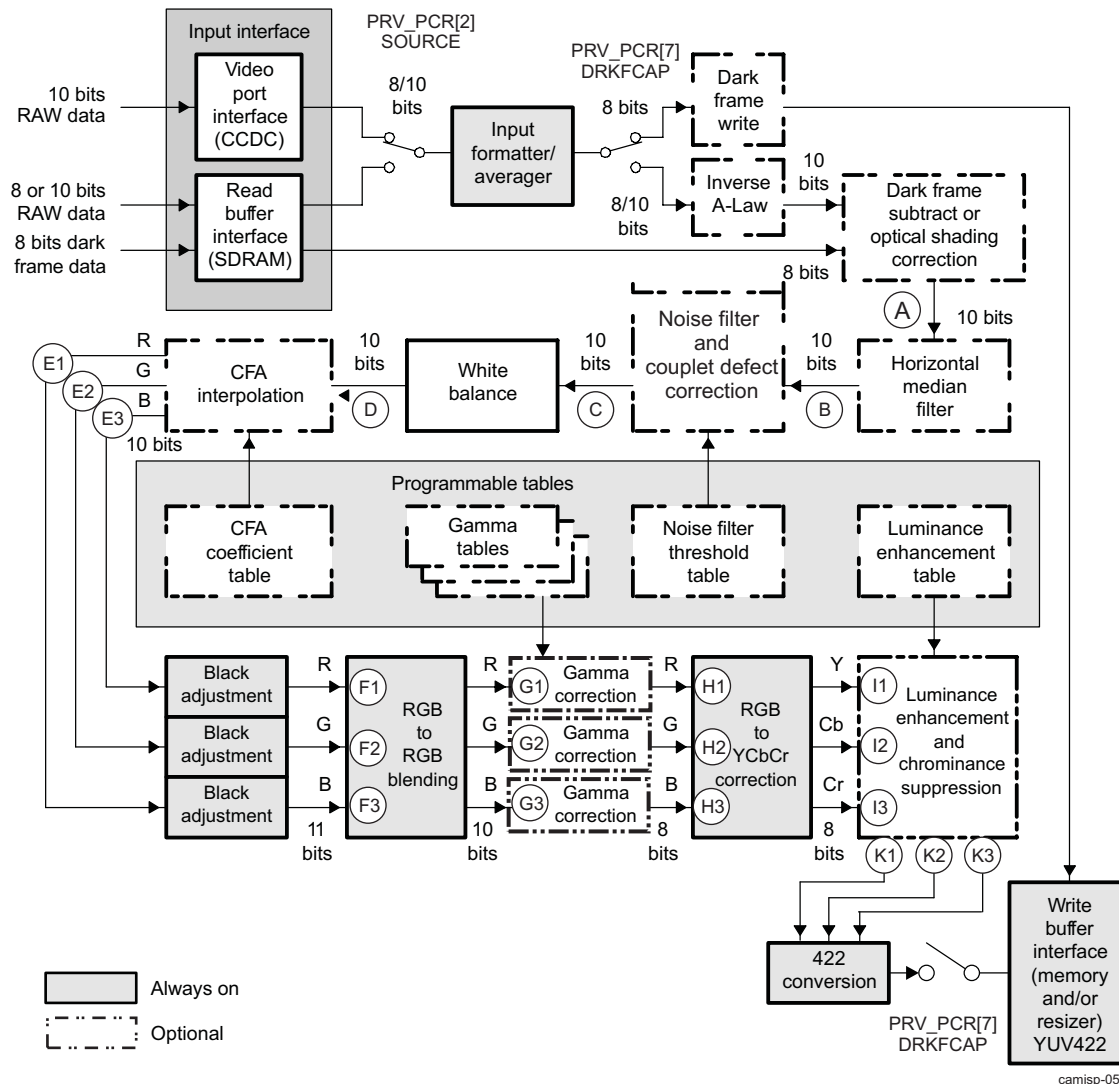 Input interface
PRV_PCR[2]
SOURCE
PRV_PCR[7]
DRKFCAP
10 bits
RAW data
Video
port
interface
(CCDC)
8/10
bits
Input
formatter/
averager
8 bits
Dark
frame
write
8 or 10 bits
RAW data
8 bits dark
frame data
Read
buffer
interface
(SDRAM)
8/10
bits
Inverse
A-Law
10
bits
Dark frame
subtract or
optical shading
correction
8 bits
A
10 bits
E1
E2
E3
R
G
B
10 bits
CFA
interpolation
10
bits
D
White
balance
10
bits
C
Noise filter
and
couplet defect
correction
10
bits
B
Horizontal
median
filter
Programmable tables
CFA
coefficient
table
Gamma
tables
Noise filter
threshold
table
Luminance
enhancement
table
Black
adjustment
Black
adjustment
Black
adjustment
R
G
B
11
bits
F1
F2
F3
RGB
to
RGB
blending
R
G
B
10
bits
G1
Gamma
correction
G2
Gamma
correction
G3
Gamma
correction
R
G
B
8
bits
H1
H2
H3
RGB
to
YCbCr
correction
Y
Cb
Cr
8
bits
I1
I2
I3
Luminance
enhancement
and
chrominance
suppression
K1
K2
K3
422
conversion
PRV_PCR[7]
DRKFCAP
Write
buffer
interface
(memory
and/or
resizer)
YUV422
Always on
Optional